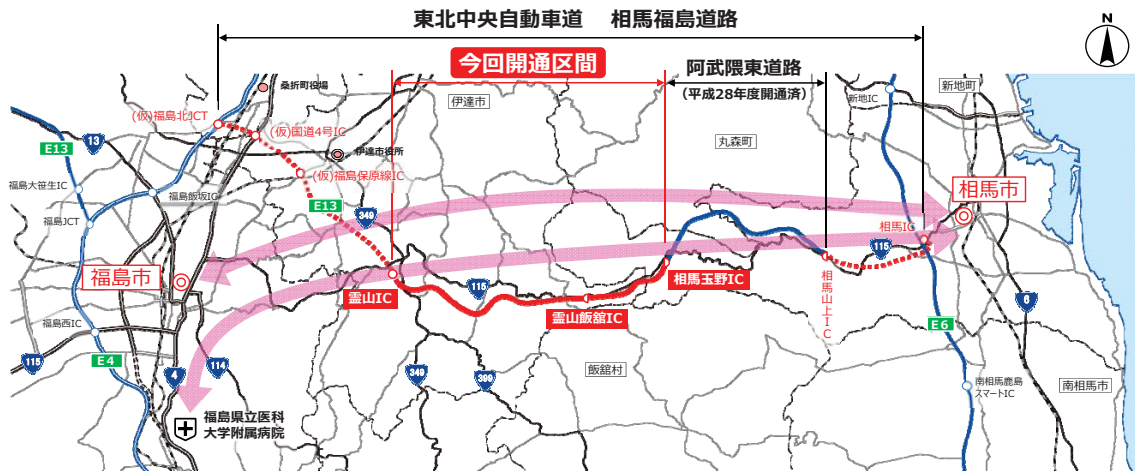 東北中央自動車道 相馬福島道路
N
今回開通区間
阿武隈東道路
(平成28年度開通済)
桑折町役場
伊達市
新地IC
新地町
(仮)福島北JCT
(仮)国道4号IC
13
E13
伊達市役所
丸森町
福島大笹生IC
福島飯坂IC
(仮)福島保原線IC
E13
349
相馬市
福島JCT
相馬IC
115
福島市
霊山IC
115
相馬玉野IC
相馬山上IC
6
福島西IC
霊山飯舘IC
E6
115
E4
4
114
349
399
飯舘村
南相馬鹿島
スマートIC
南相馬市
福島県立医科
大学附属病院